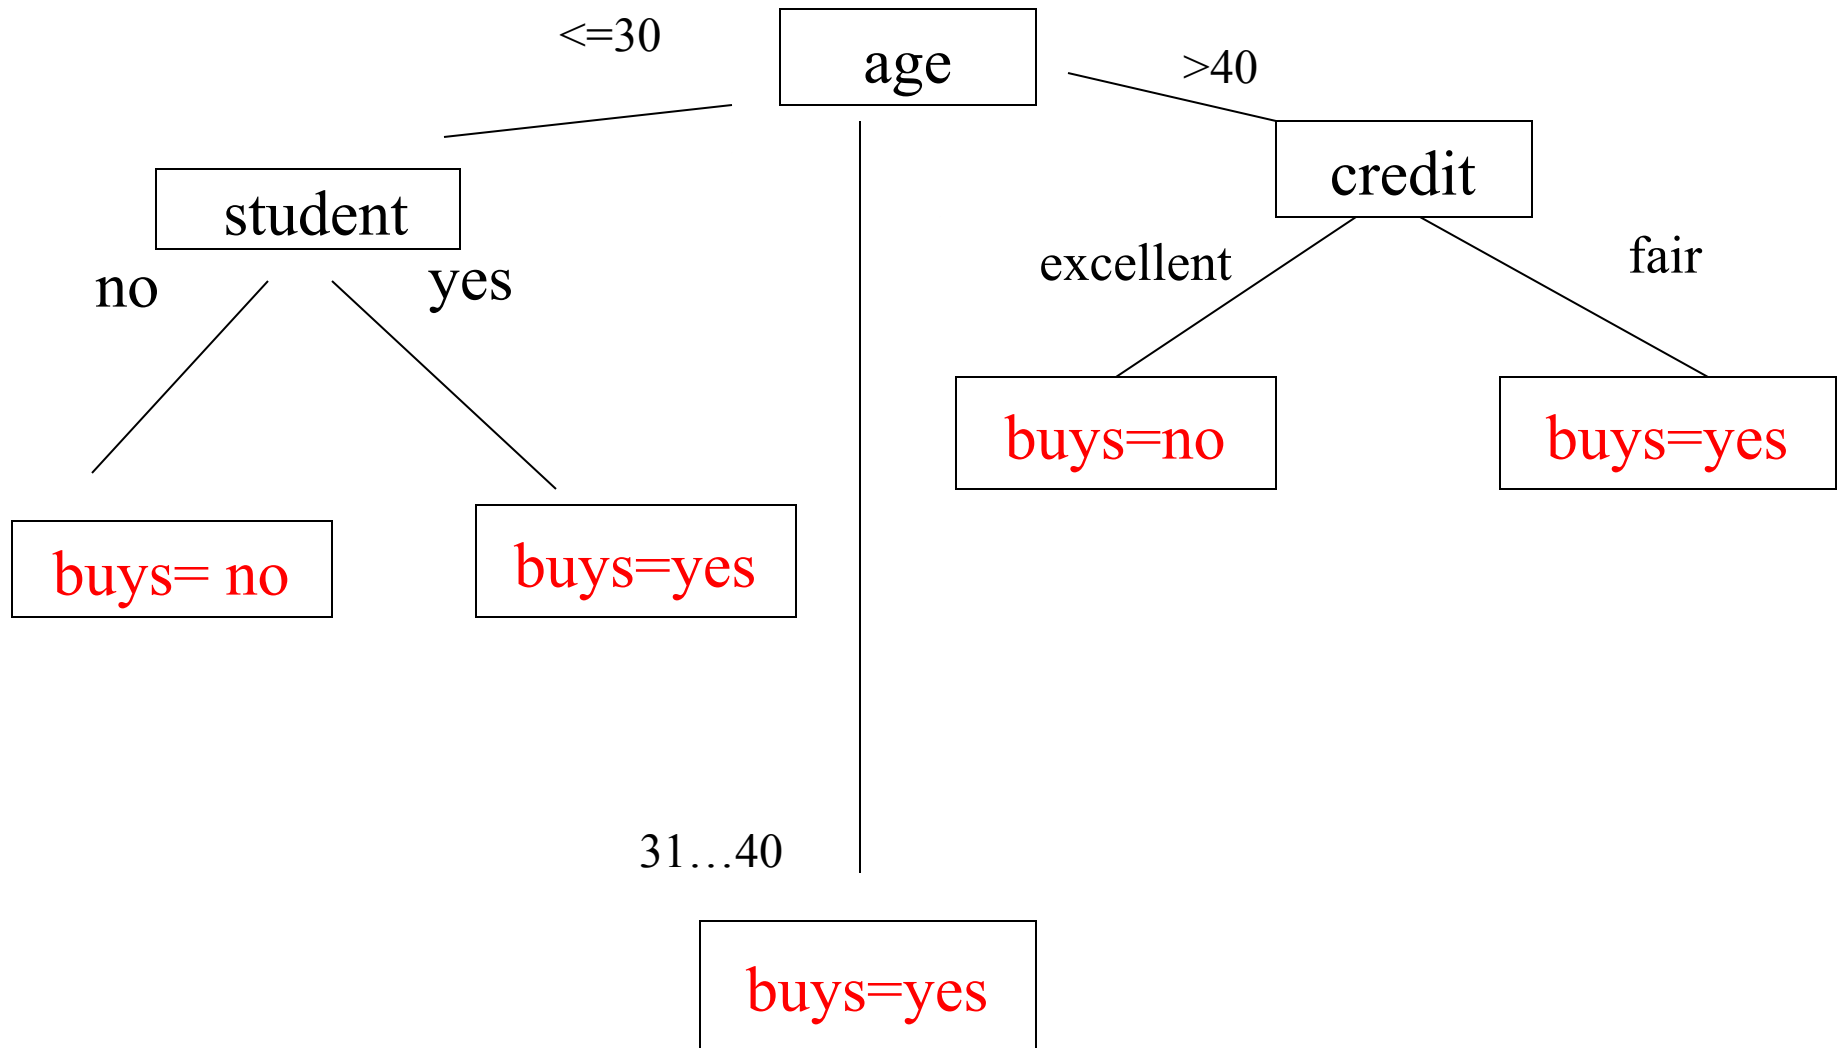 <=30
age
>40
credit
student
no
yes
excellent
fair
buys=no
buys=yes
buys= no
buys=yes
31…40
buys=yes